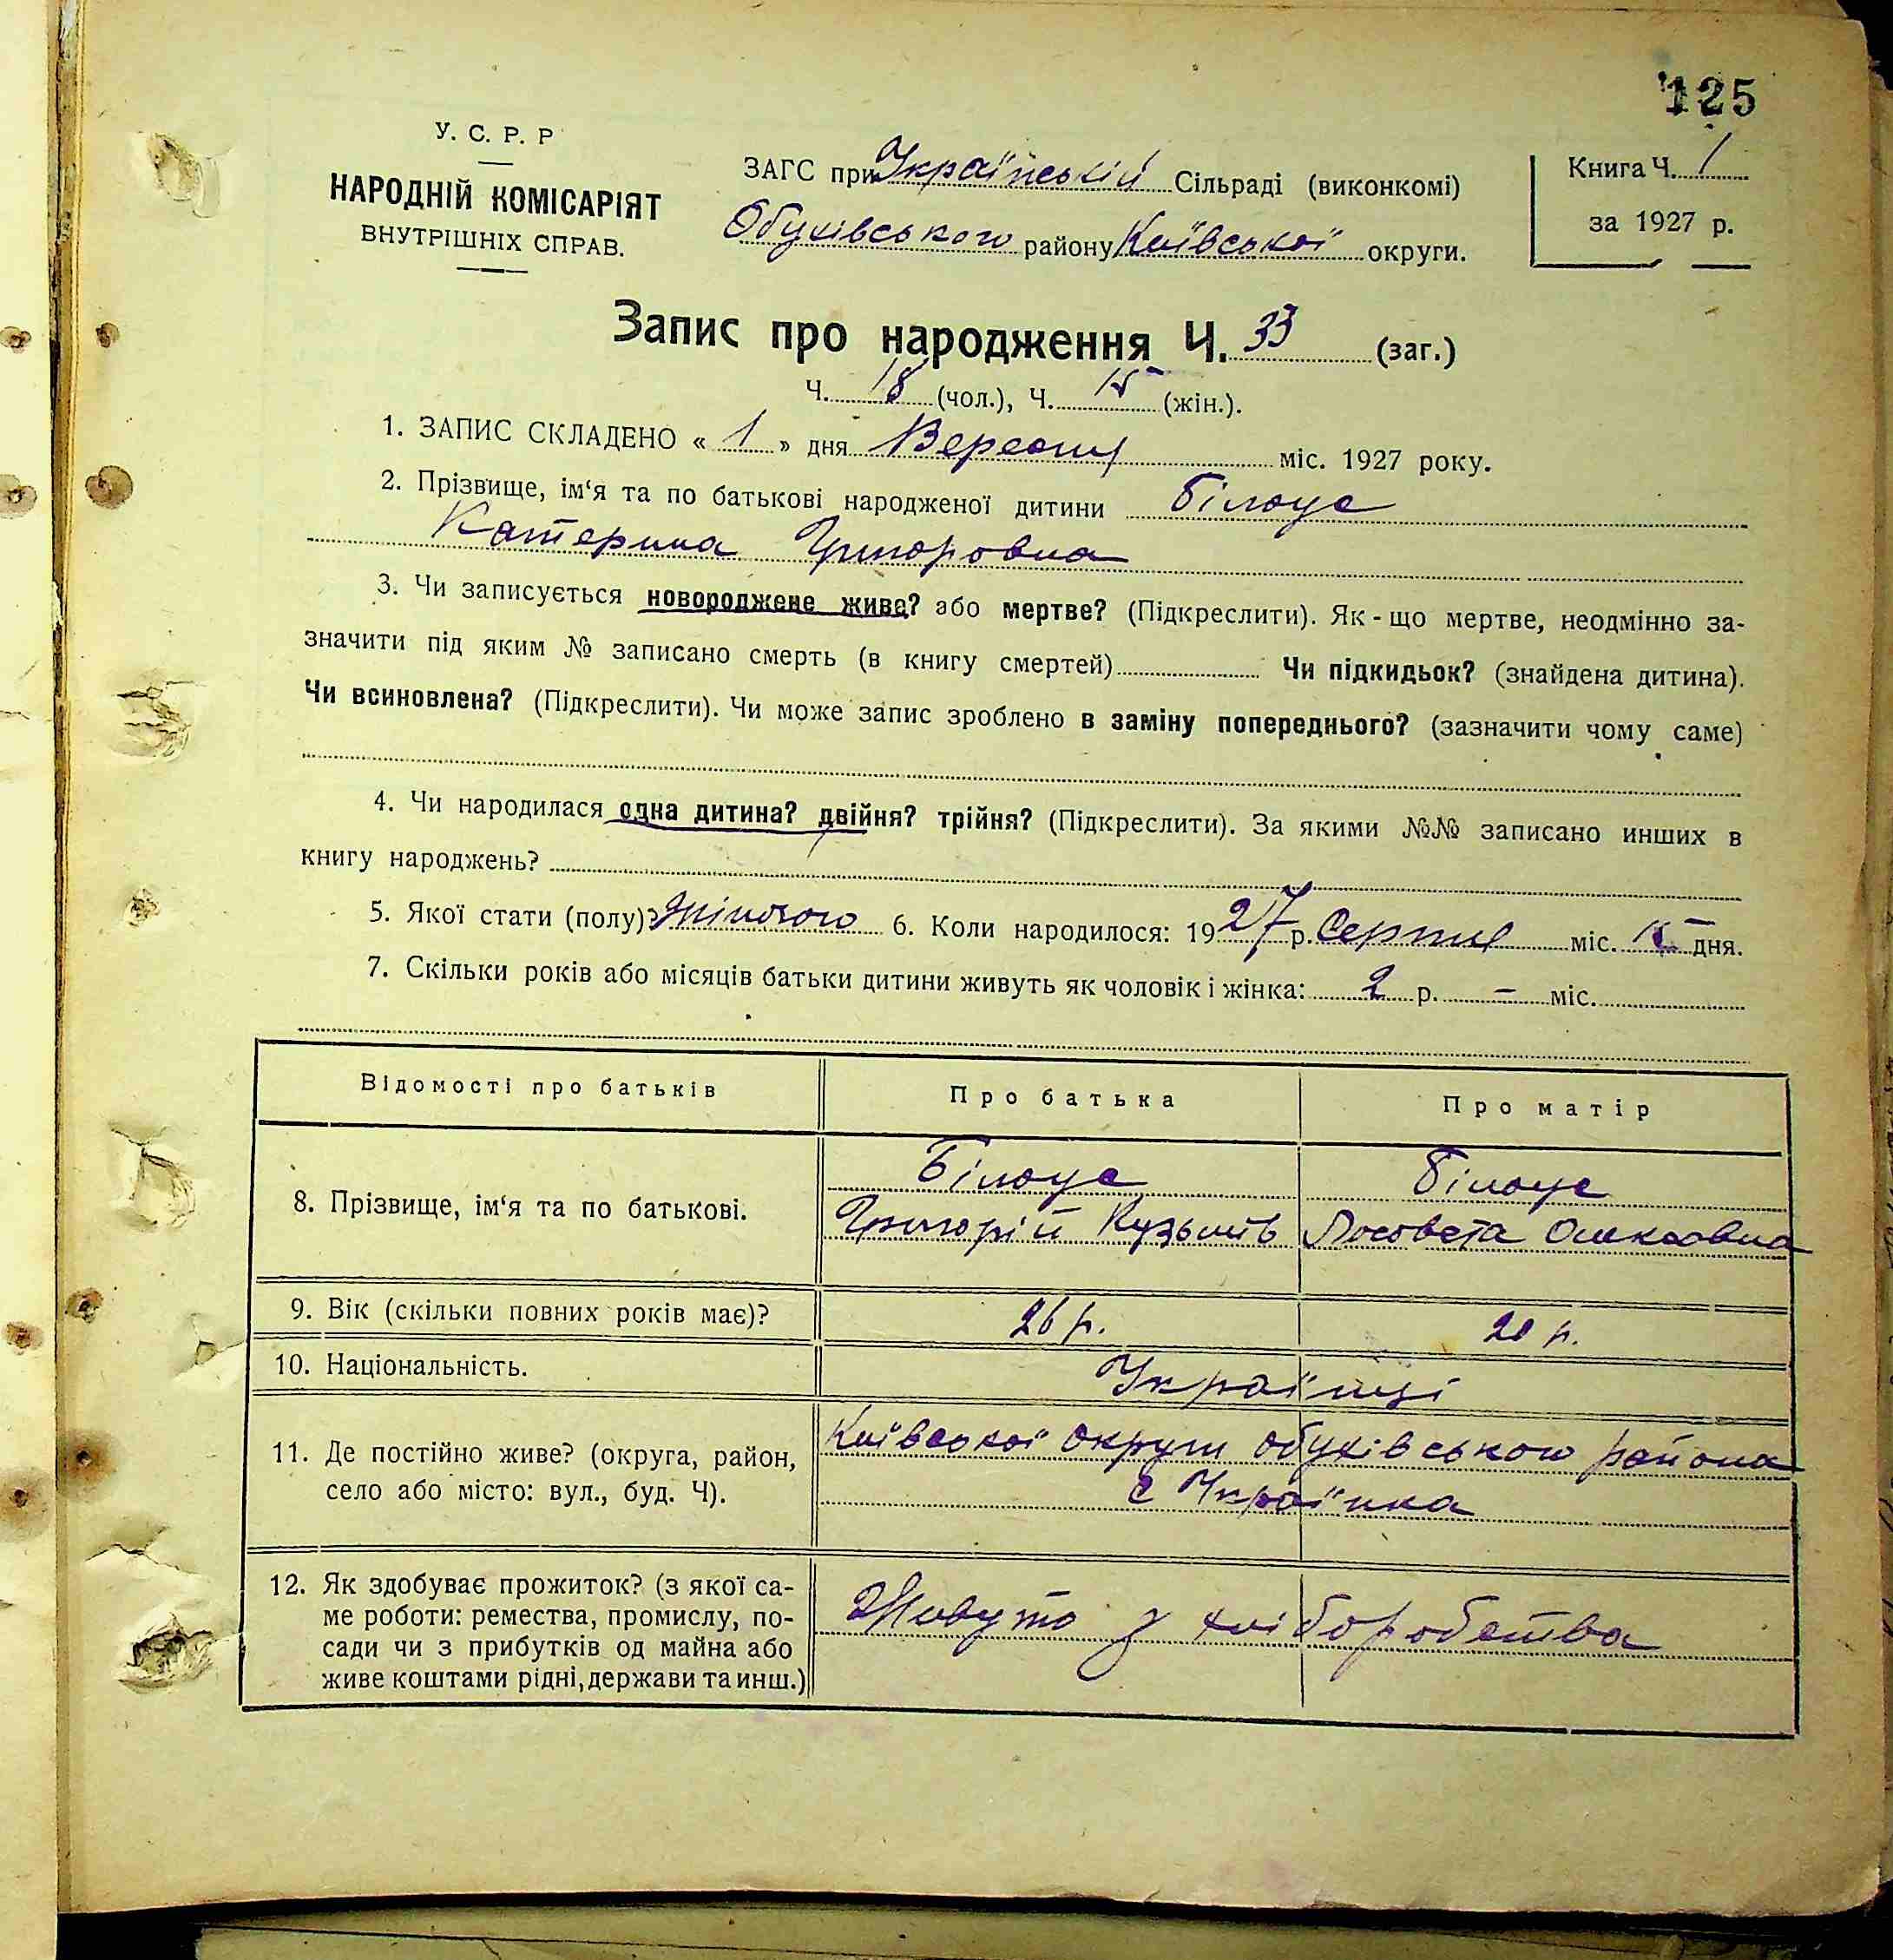 125
У. С. Р. Р
НАРОДНІЙ КОМІСАРІЯТ
ВНУТРІШНІХ СПРАВ.
ЗАГС при Українській Сільраді (виконкомі)
Обухівського району Київської округи.
Книга Ч. 1
за 1927 р.
Запис про народження Ч. 33 (заг.)
Ч. 18 (чол.), Ч. 15 (жін.).
1. ЗАПИС СКЛАДЕНО « 1 » дня Вересня міс. 1927 року.
2. Прізвище, ім‘я та по батькові народженої дитини Білоус
Катерина Григоровна
3. Чи записується новороджене живе? або мертве? (Підкреслити). Як - що мертве, неодмінно за-
значити під яким № записано смерть (в книгу смертей) Чи підкидьок? (знайдена дитина).
Чи всиновлена? (Підкреслити). Чи може запис зроблено в заміну попереднього? (зазначити чому саме)
4. Чи народилася одна дитина? двійня? трійня? (Підкреслити). За якими №№ записано инших в
книгу народжень?
5. Якої стати (полу)? Жіночого 6. Коли народилося: 1927 р. Серпня міс. 15 дня.
7. Скільки років або місяців батьки дитини живуть як чоловік і жінка: 2 р. – міс.
Відомості про батьків Про батька Про матір
Білоус Білоус
8. Прізвище, ім‘я та по батькові. Григорій Кузьмів
9. Вік (скільки повних років має)? 26 р. 20 р.
10. Національність. Українці
Київської округи Обухівського района
11. Де постійно живе? (округа, район,
село або місто: вул., буд. Ч). с Українка
12. Як здобуває прожиток? (з якої са-
ме роботи: ремества, промислу, по-
сади чи з прибутків од майна або
живе коштами рідні, держави та инш.) Живуть з хліборобства